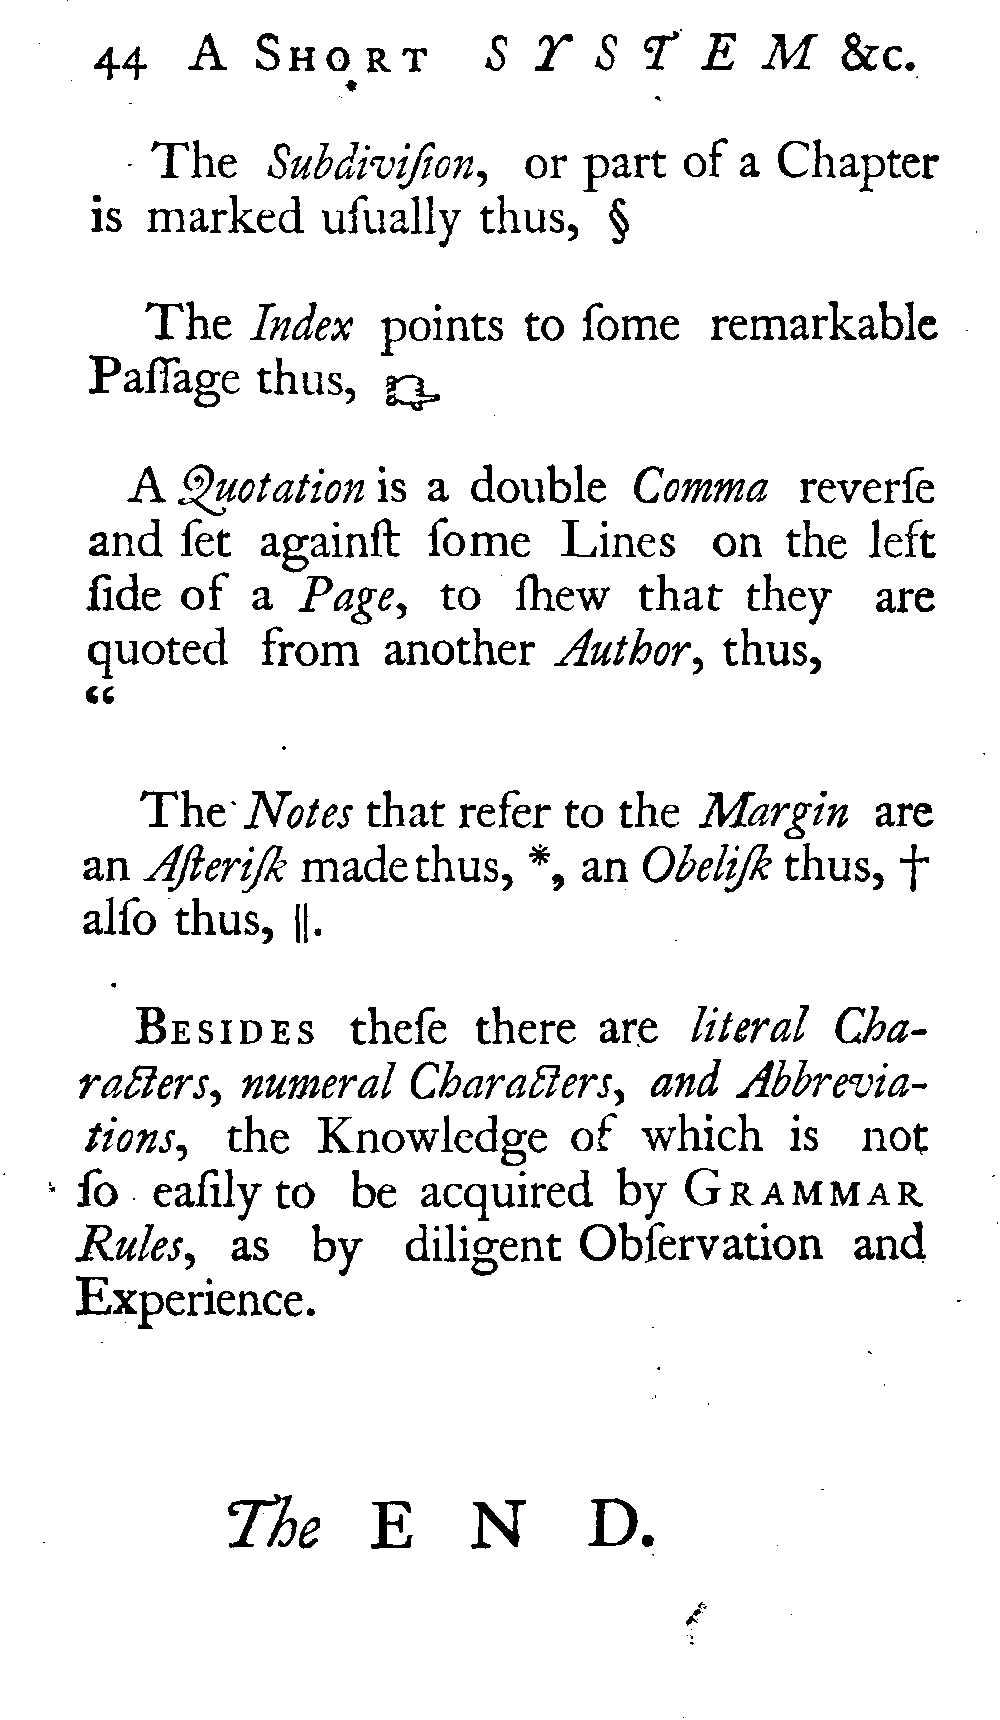 44 A SHORT SYSTEM &c.
The Subdiviſion, or part of a Chapter
is marked uſually thus, §
The Index points to ſome remarkable
Paſſage thus, ☞
A Quotation is a double Comma reverſe
and ſet againſt ſome Lines on the left
ſide of a Page, to ſhew that they are
quoted from another Author, thus,
“
The Notes that refer to the Margin are
an Aſteriſk made thus, *, an Obeliſk thus, †
alſo thus, ||.
BESIDES theſe there are literal Cha-
racters, numeral Characters, and Abbrevia-
tions, the Knowledge of which is not
ſo eaſily to be acquired by GRAMMAR
Rules, as by diligent Obſervation and
Experience.
The END.